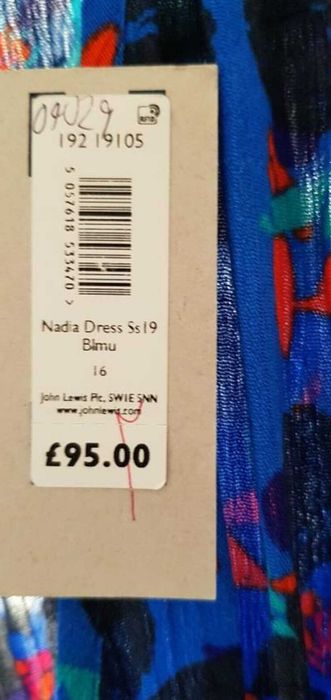 RFID
192 19105
5 057618 533470 >
Nadia Dress Ss19
Blmu
16
John Lewis Plc, SW1E 5NN
www.johnlewis.com
£95.00